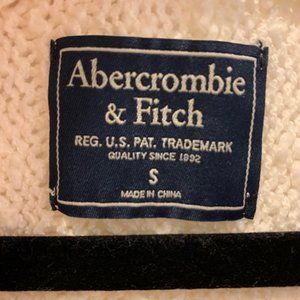 Abercrombie
& Fitch
REG. U.S. PAT. TRADEMARK
QUALITY SINCE 1892
S
MADE IN CHINA